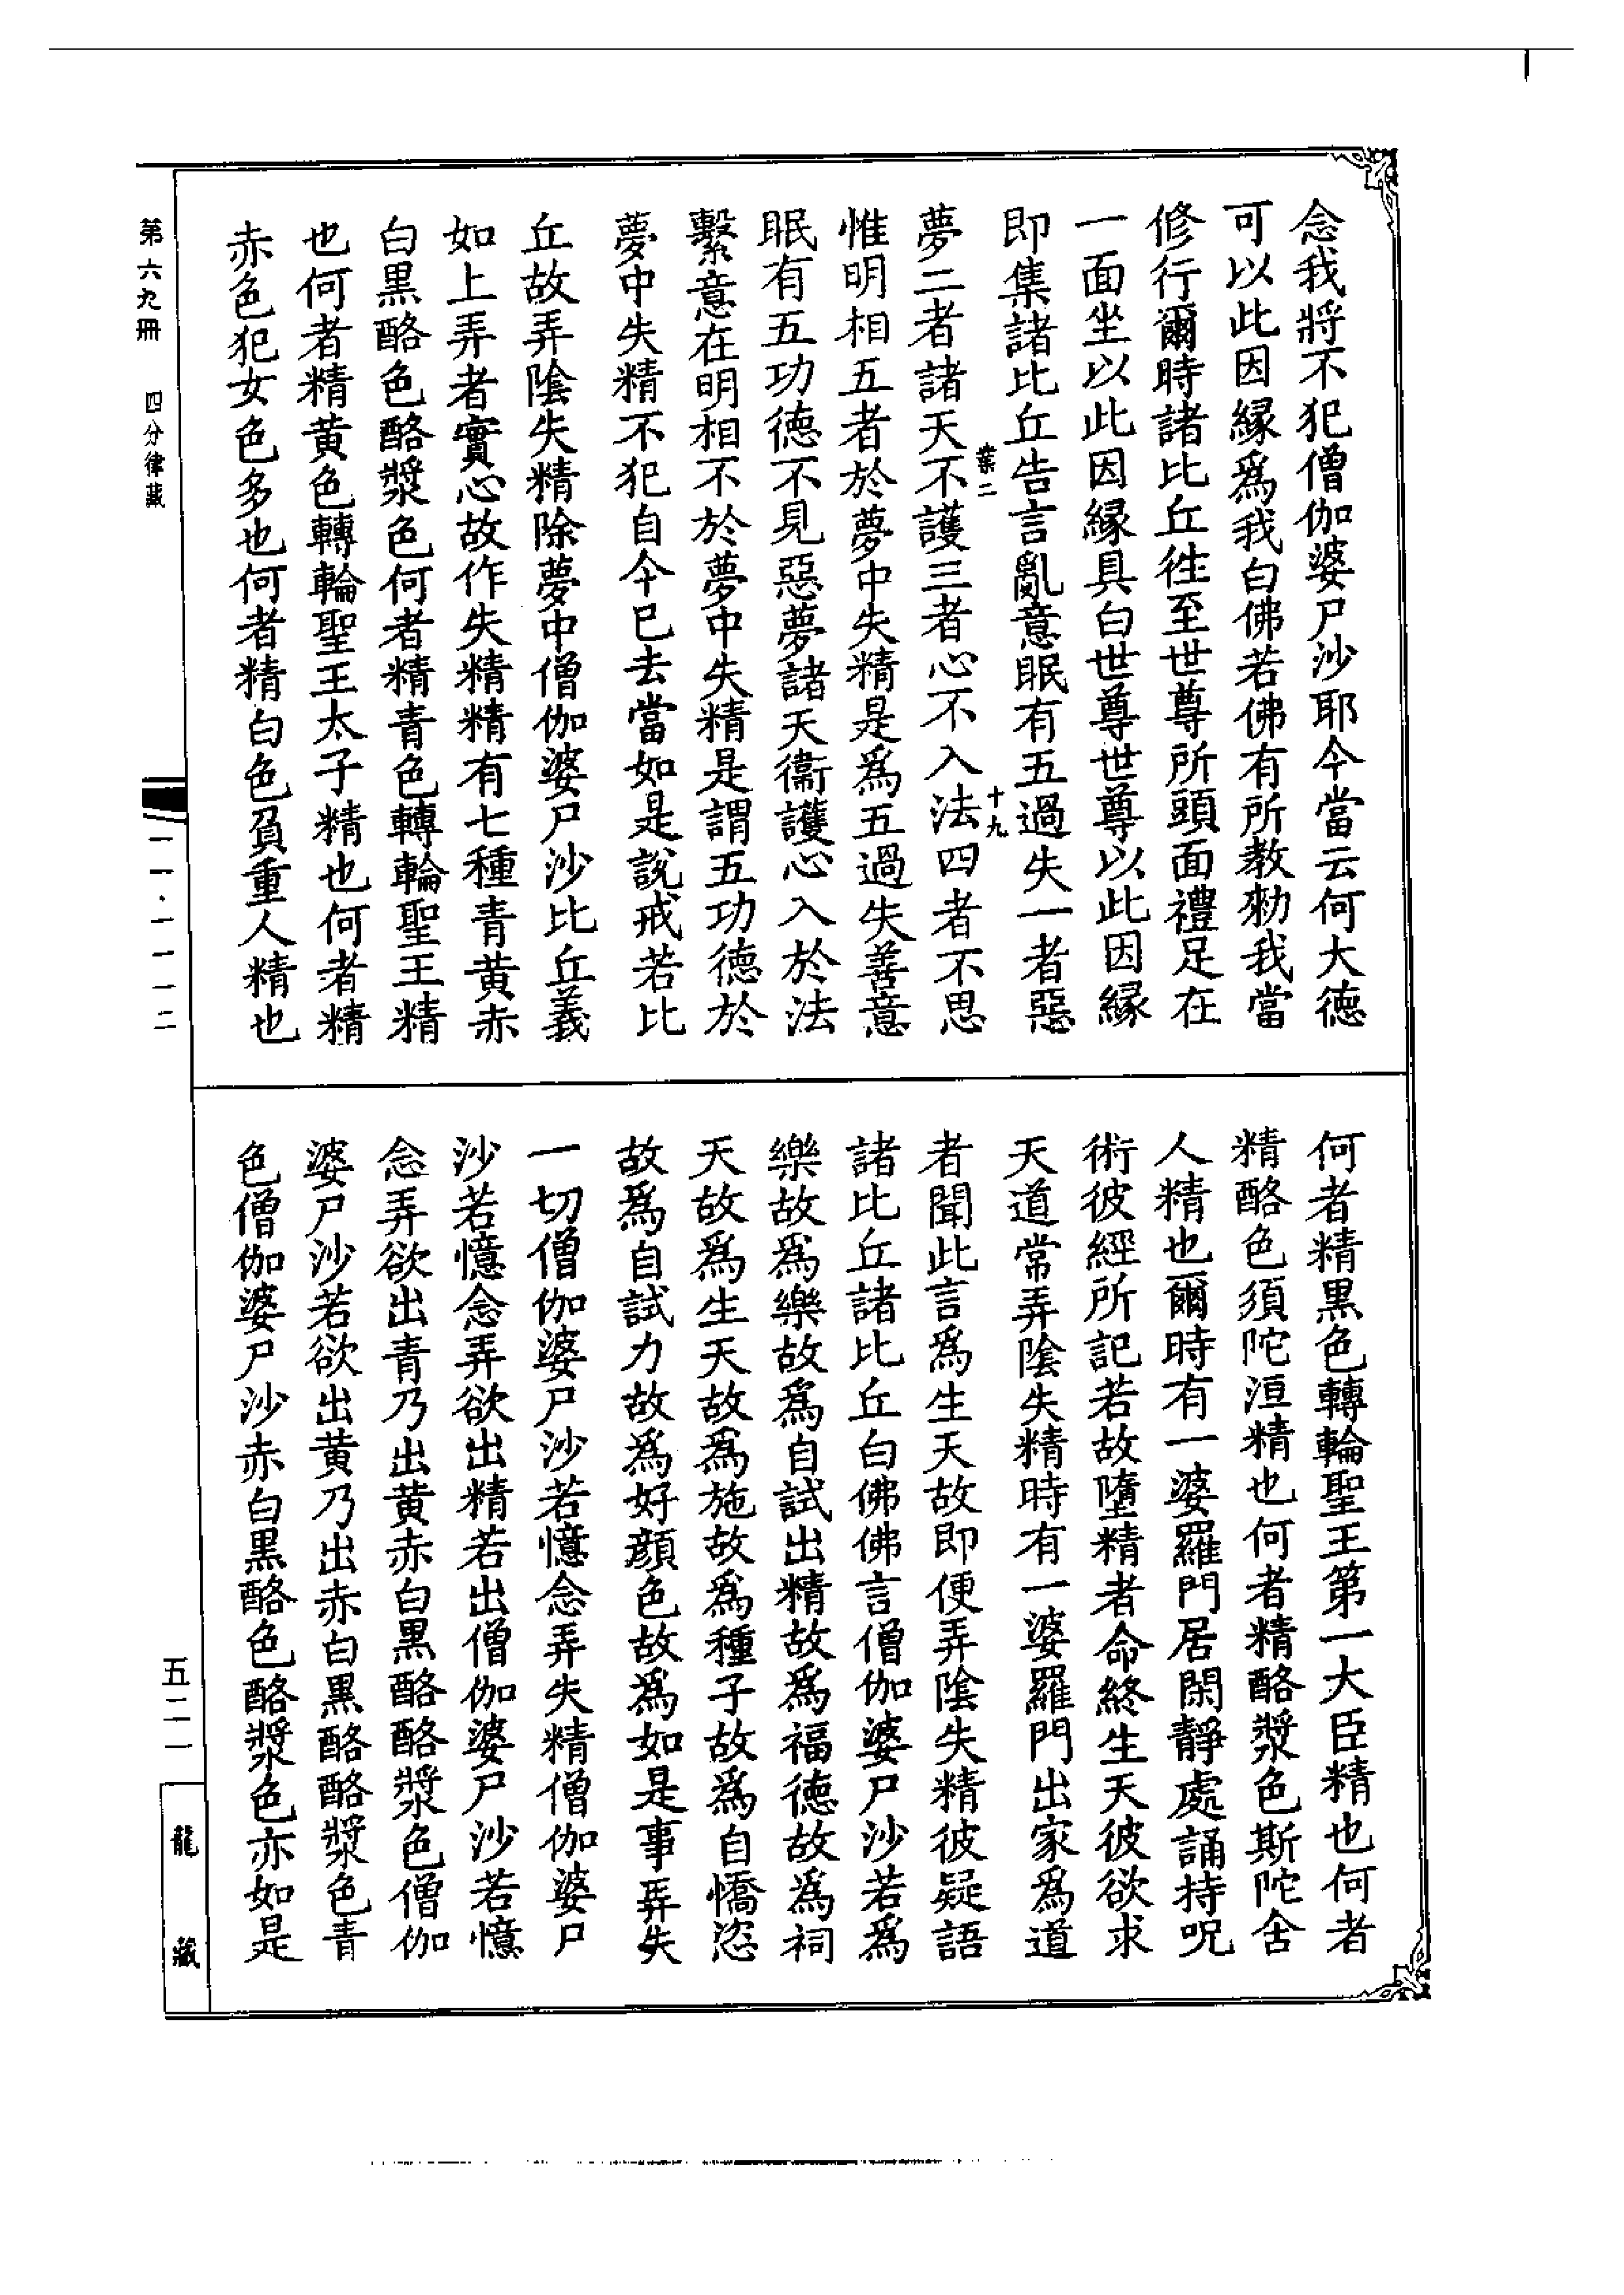 念我將不犯僧伽婆尸沙耶今當云何大德
可以此因緣爲我白佛若佛有所教勑我當
修行爾時諸比丘往至世尊所頭面禮足在
一面坐以此因緣具白世尊世尊以此因緣
即集諸比丘告言亂意眠有五過失一者惡
葉二
十九
夢二者諸天不護三者心不入法四者不思
惟明相五者於夢中失精是爲五過失善意
眠有五功德不見惡夢諸天衞護心入於法
繫意在明相不於夢中失精是謂五功德於
夢中失精不犯自今已去當如是說戒若比
丘故弄陰失精除夢中僧伽婆尸沙比丘義
如上弄者實心故作失精精有七種青黃赤
白黑酪色酪漿色何者精青色轉輪聖王精
也何者精黃色轉輪聖王太子精也何者精
赤色犯女色多也何者精白色負重人精也
何者精黑色轉輪聖王第一大臣精也何者
精酪色須陀洹精也何者精酪漿色斯陀含
人精也爾時有一婆羅門居閑靜處誦持呪
術彼經所記若故墮精者命終生天彼欲求
天道常弄陰失精時有一婆羅門出家爲道
者聞此言爲生天故即便弄陰失精彼疑語
諸比丘諸比丘白佛佛言僧伽婆尸沙若爲
樂故爲樂故爲自試出精故爲福德故爲祠
天故爲生天故爲施故爲種子故爲自憍恣
故爲自試力故爲好顏色故爲如是事弄失
一切僧伽婆尸沙若憶念弄失精僧伽婆尸
沙若憶念弄欲出精若出僧伽婆尸沙若憶
念弄欲出青乃出黃赤白黑酪酪漿色僧伽
婆尸沙若欲出黃乃出赤白黑酪酪漿色青
色僧伽婆尸沙赤白黑酪色酪漿色亦如是
第六九冊 四分律藏
一一·一一二
五二一
龍藏